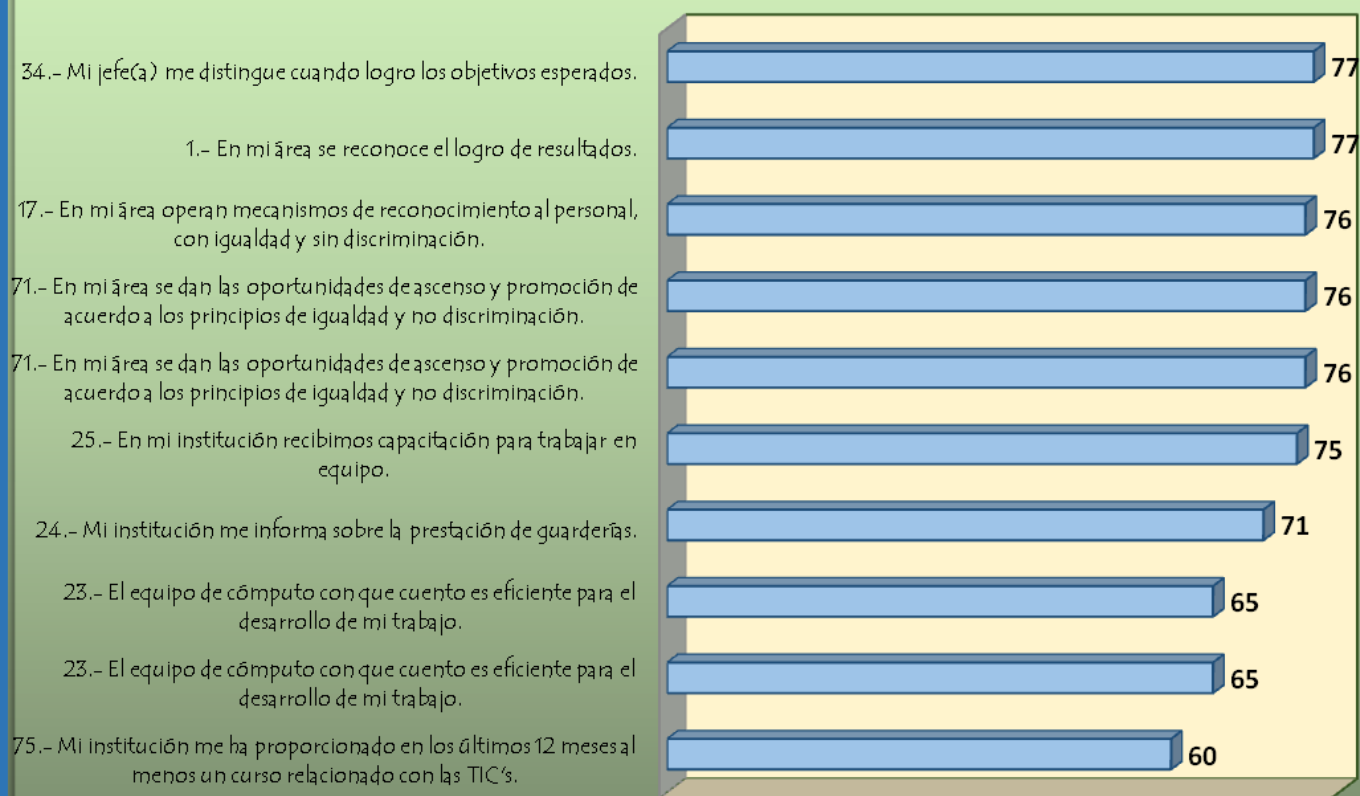 34.- Mi jefe(a) me distingue cuando logro los objetivos esperados.
77
1.- En mi área se reconoce el logro de resultados.
77
17.- En mi área operan mecanismos de reconocimiento al personal,
con igualdad y sin discriminación.
76
71.- En mi área se dan las oportunidades de ascenso y promoción de
acuerdo a los principios de igualdad y no discriminación.
76
71.- En mi área se dan las oportunidades de ascenso y promoción de
acuerdo a los principios de igualdad y no discriminación.
76
25.- En mi institución recibimos capacitación para trabajar en
equipo.
75
24.- Mi institución me informa sobre la prestación de guarderías.
71
23.- El equipo de cómputo con que cuento es eficiente para el
desarrollo de mi trabajo.
65
23.- El equipo de cómputo con que cuento es eficiente para el
desarrollo de mi trabajo.
65
75.- Mi institución me ha proporcionado en los últimos 12 meses al
menos un curso relacionado con las TIC's.
60